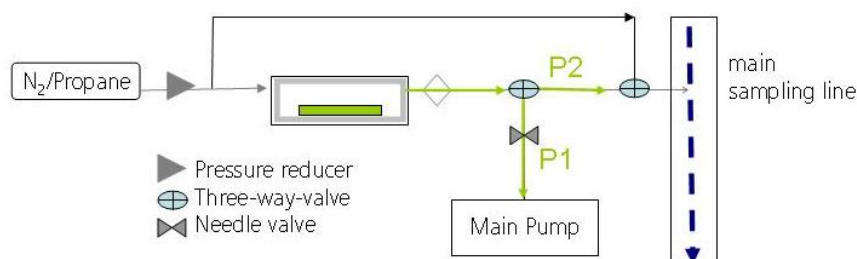 N₂/Propane
P2
main
sampling line
P1
Pressure reducer
Three-way-valve
Needle valve
Main Pump